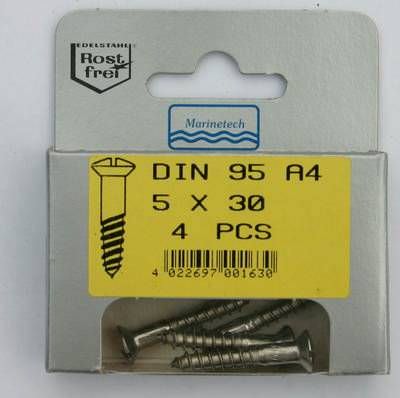 EDELSTAHL®
Rost
frei
Marinetech
DIN 95 A4
5 X 30
4 PCS
4 022697 001630